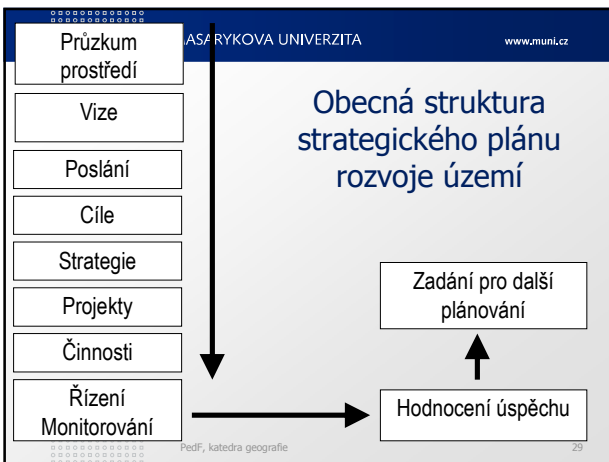 Průzkum
prostředí
ASARYKOVA UNIVERZITA
www.muni.cz
Obecná struktura
strategického plánu
rozvoje území
Vize
Poslání
Cíle
Strategie
Projekty
Činnosti
Řízení
Monitorování
Zadání pro další
plánování
Hodnocení úspěchu
PedF, katedra geografie
29